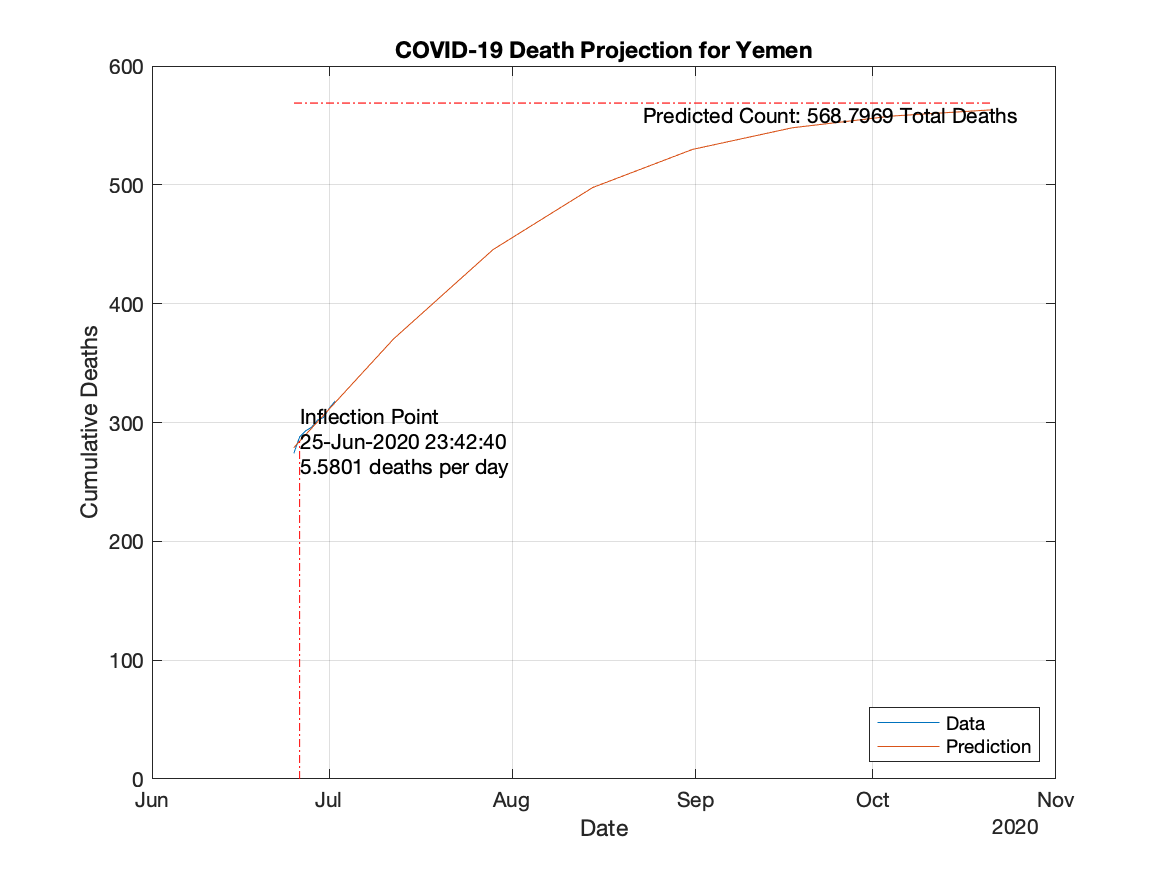 COVID-19 Death Projection for Yemen
600
500
400
300
200
100
0
Cumulative Deaths
Predicted Count: 568.7969 Total Deaths
Inflection Point
25-Jun-2020 23:42:40
5.5801 deaths per day
Data
Prediction
Jun Jul Aug Sep Oct Nov
Date
2020